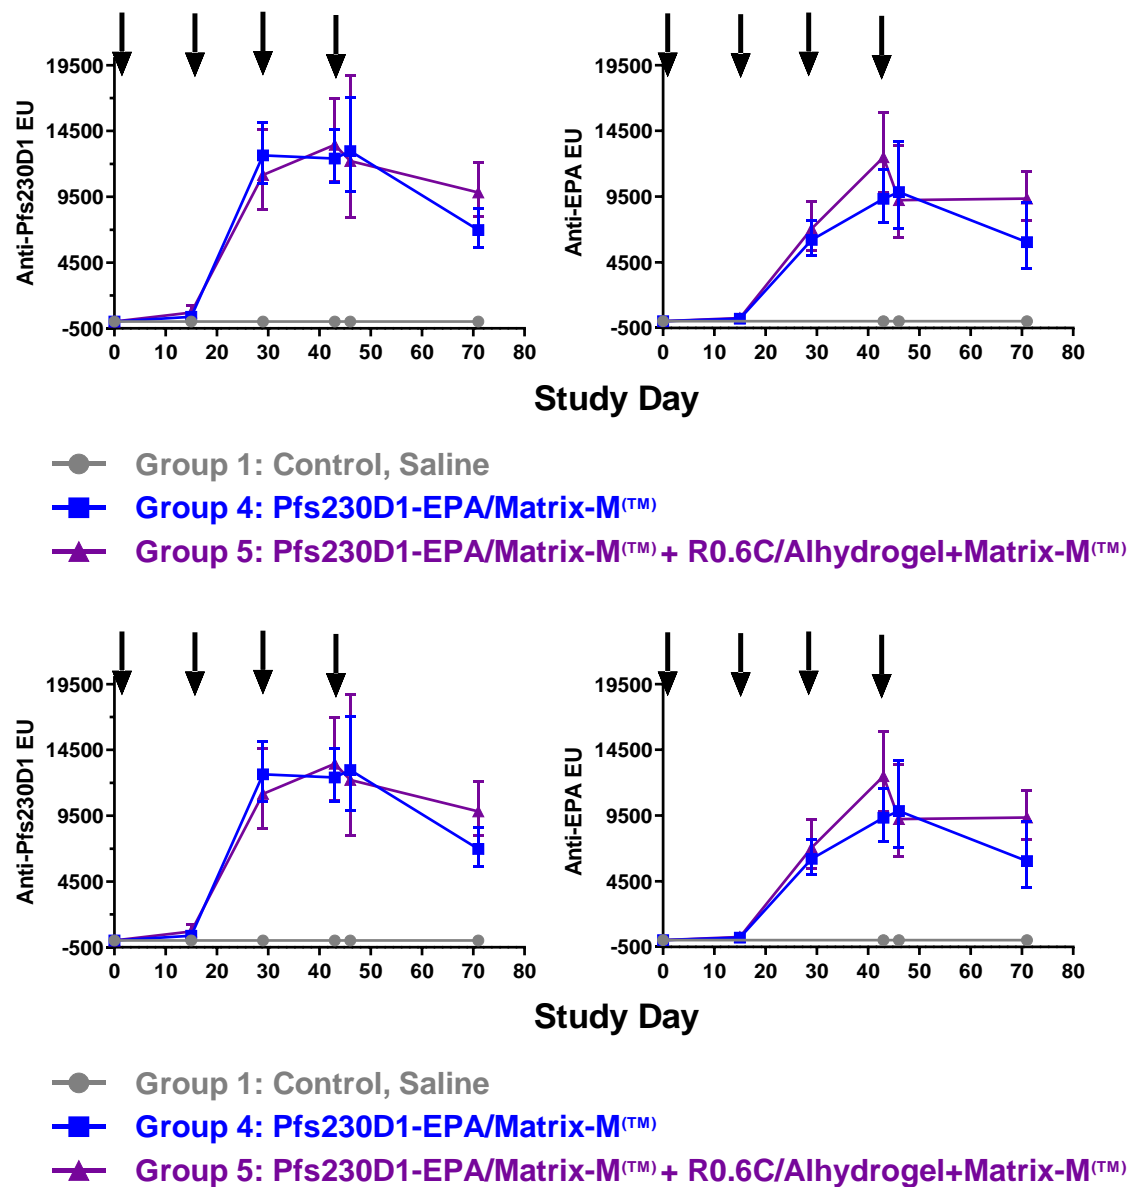 Anti-Pfs230D1 EU
19500
14500
9500
4500
-500
0 10 20 30 40 50 60 70 80
Anti-EPA EU
19500
14500
9500
4500
-500
0 10 20 30 40 50 60 70 80
Study Day
Group 1: Control, Saline
Group 4: Pfs230D1-EPA/Matrix-M(TM)
Group 5: Pfs230D1-EPA/Matrix-M(TM) + R0.6C/Alhydrogel+Matrix-M(TM)
Anti-Pfs230D1 EU
19500
14500
9500
4500
-500
0 10 20 30 40 50 60 70 80
Anti-EPA EU
19500
14500
9500
4500
-500
0 10 20 30 40 50 60 70 80
Study Day
Group 1: Control, Saline
Group 4: Pfs230D1-EPA/Matrix-M(TM)
Group 5: Pfs230D1-EPA/Matrix-M(TM) + R0.6C/Alhydrogel+Matrix-M(TM)